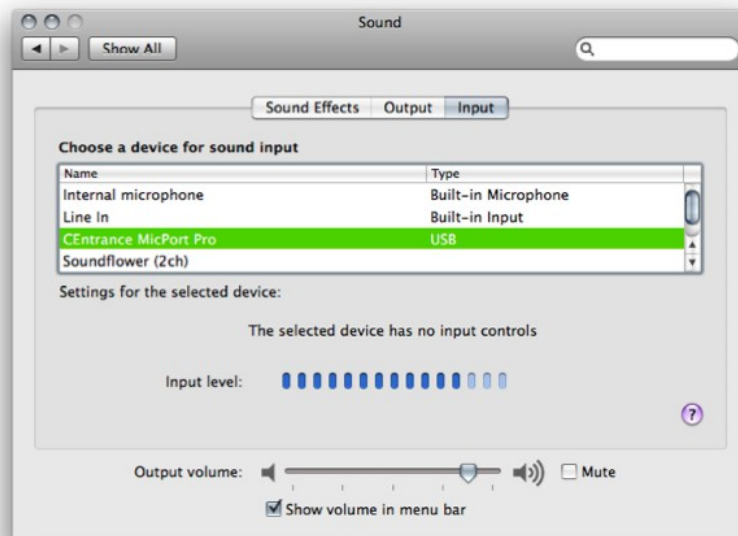 Sound
Show All
Sound Effects Output Input
Choose a device for sound input
Name Type
Internal microphone Built-in Microphone
Line In Built-in Input
CEntrance MicPort Pro USB
Soundflower (2ch)
Settings for the selected device:
The selected device has no input controls
Input level:
?
Output volume: Mute
Show volume in menu bar